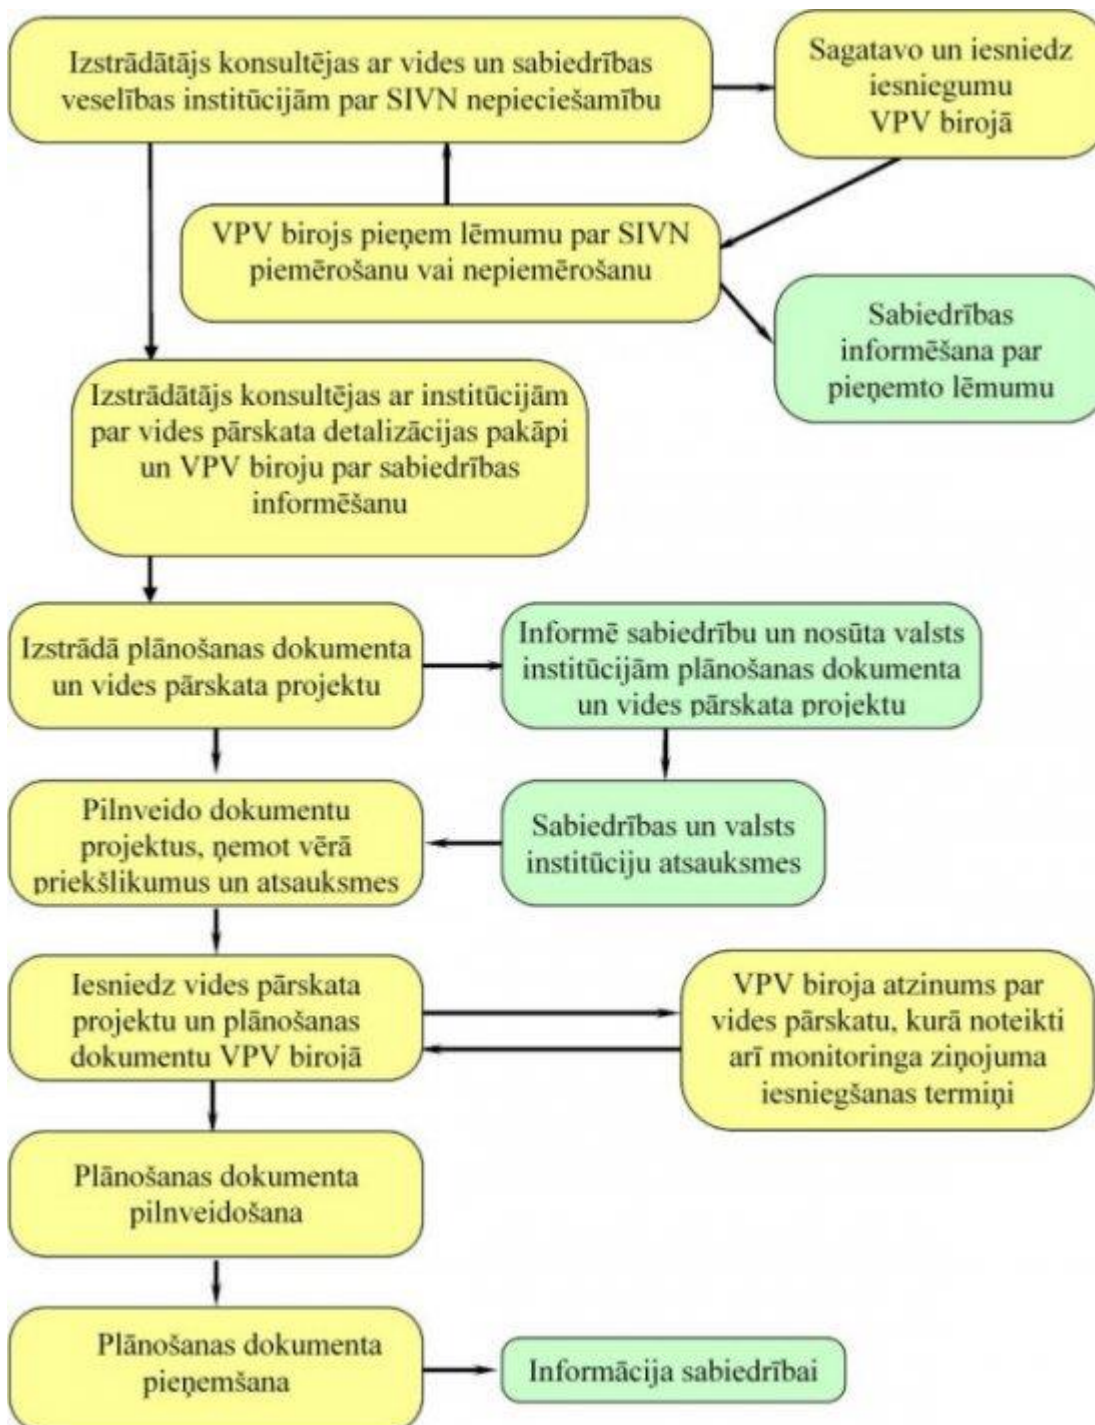 Izstrādātājs konsultējas ar vides un sabiedrības
veselības institūcijām par SIVN nepieciešamību
Sagatavo un iesniedz
iesniegumu
VPV birojā
VPV birojs pieņem lēmumu par SIVN
piemērošanu vai nepiemērošanu
Sabiedrības
informēšana par
pieņemto lēmumu
Izstrādātājs konsultējas ar institūcijām
par vides pārskata detalizācijas pakāpi
un VPV biroju par sabiedrības
informēšanu
Izstrādā plānošanas dokumenta
un vides pārskata projektu
Informē sabiedrību un nosūta valsts
institūcijām plānošanas dokumenta
un vides pārskata projektu
Pilnveido dokumentu
projektus, ņemot vērā
priekšlikumus un atsauksmes
Sabiedrības un valsts
institūciju atsauksmes
Iesniedz vides pārskata
projektu un plānošanas
dokumentu VPV birojā
VPV biroja atzinums par
vides pārskatu, kurā noteikti
arī monitoringa ziņojuma
iesniegšanas termiņi
Plānošanas dokumenta
pilnveidošana
Plānošanas dokumenta
pieņemšana
Informācija sabiedrībai